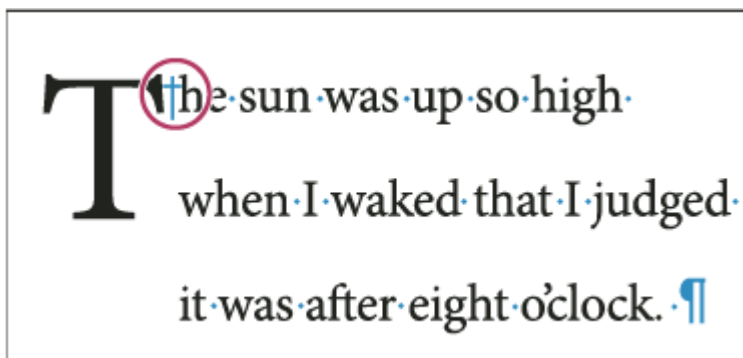 The sun was up so high
when I waked that I judged
it was after eight o’clock. ¶